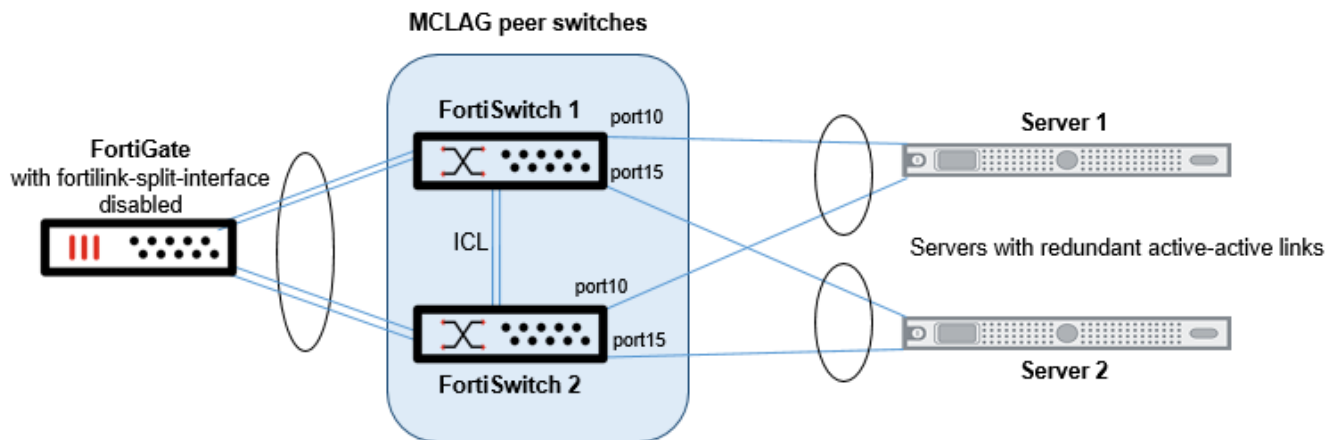 MCLAG peer switches
FortiSwitch 1
port10
port15
FortiGate
with fortilink-split-interface
disabled
ICL
port10
port15
FortiSwitch 2
Server 1
Servers with redundant active-active links
Server 2